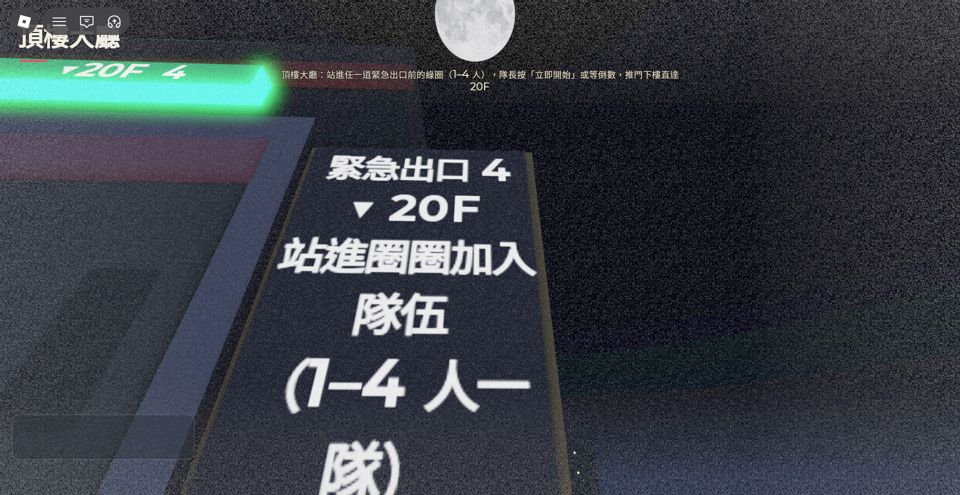 頂樓大廳
▼20F 4
頂樓大廳：站進任一道緊急出口前的綠圈（1–4 人），隊長按「立即開始」或等倒數，推門下樓直達
20F
緊急出口 4
▼ 20F
站進圈圈加入
隊伍
（1–4 人一
隊）